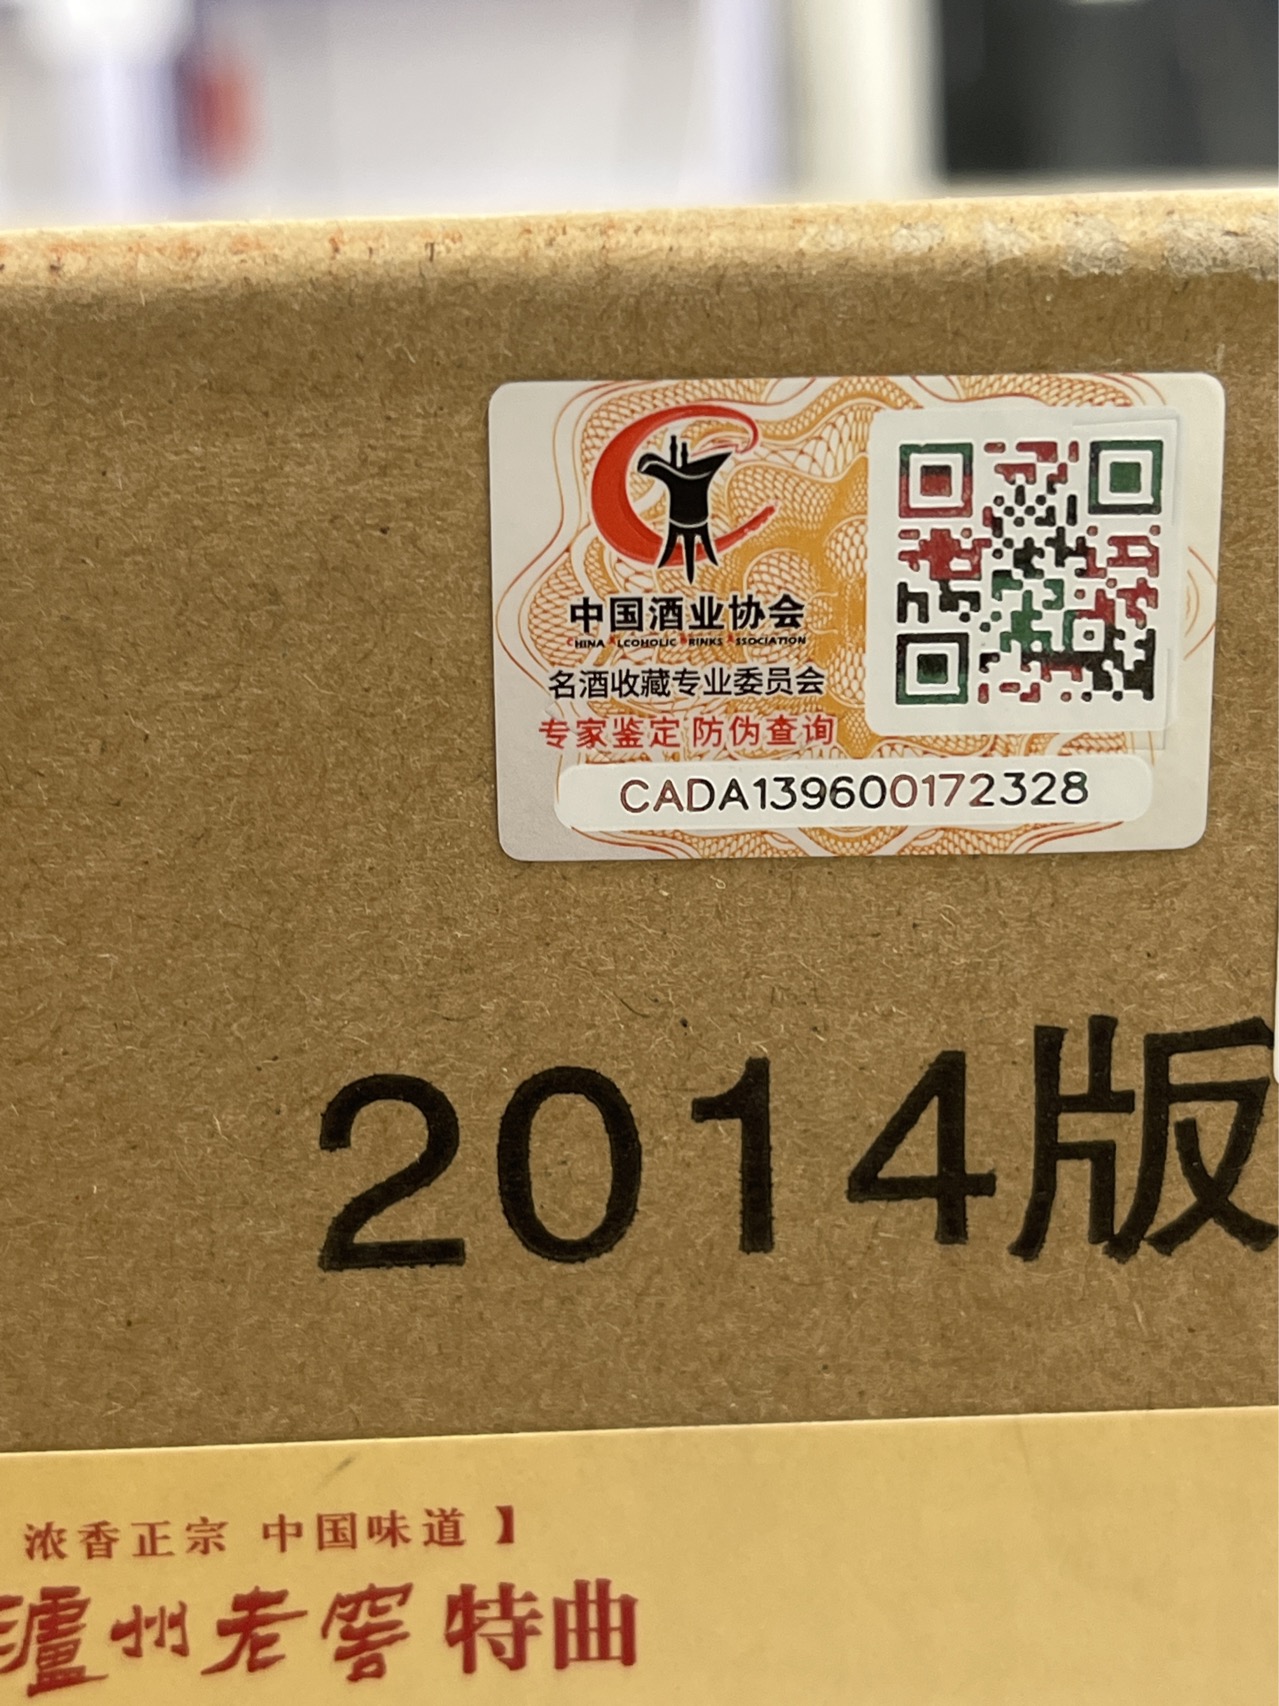 中国酒业协会
CHINA ALCOHOLIC DRINKS ASSOCIATION
名酒收藏专业委员会
专家鉴定 防伪查询
CADA139600172328
2014版
浓香正宗 中国味道 】
泸州老窖 特曲